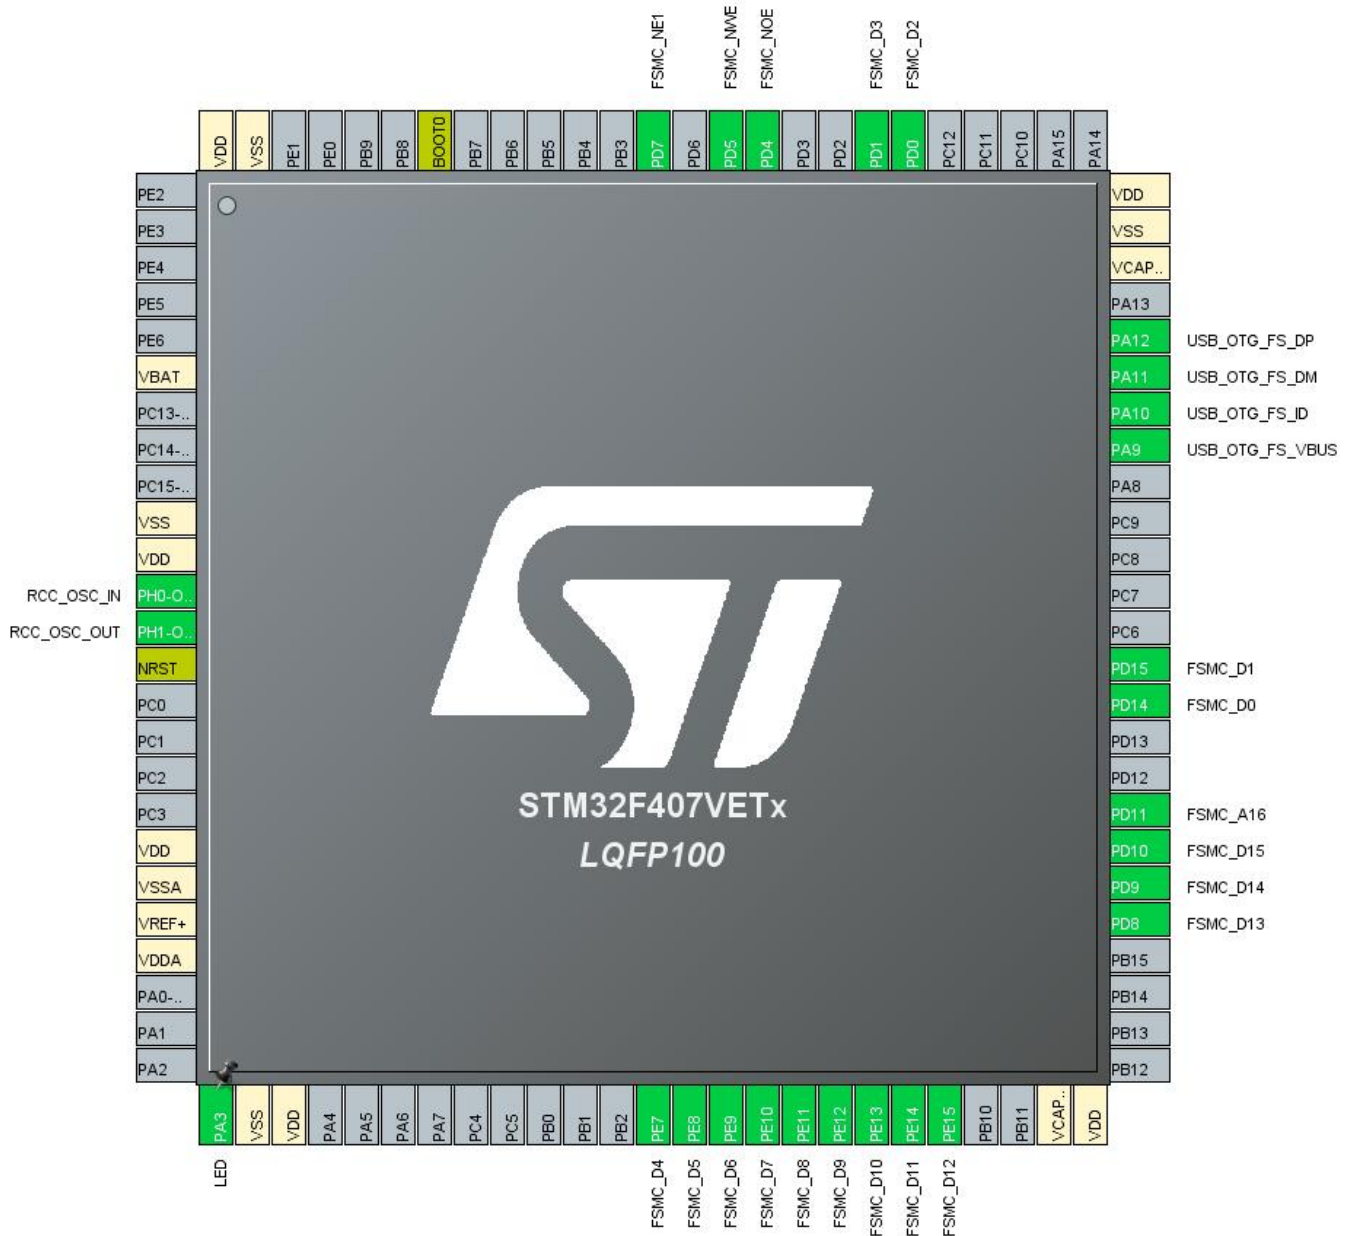 FSMC_NE1
FSMC_NWE
FSMC_NOE
FSMC_D3
FSMC_D2
VDD
VSS
PE1
PE0
PB9
PB8
BOOT0
PB7
PB6
PB5
PB4
PB3
PD7
PD6
PD5
PD4
PD3
PD2
PD1
PD0
PC12
PC11
PC10
PA15
PA14
PE2
PE3
PE4
PE5
PE6
VBAT
PC13-..
PC14-..
PC15-..
VSS
VDD
RCC_OSC_IN PH0-O..
RCC_OSC_OUT PH1-O..
NRST
PC0
PC1
PC2
PC3
VDD
VSSA
VREF+
VDDA
PA0-..
PA1
PA2
ST
STM32F407VETx
LQFP100
VDD
VSS
VCAP..
PA13
PA12 USB_OTG_FS_DP
PA11 USB_OTG_FS_DM
PA10 USB_OTG_FS_ID
PA9 USB_OTG_FS_VBUS
PA8
PC9
PC8
PC7
PC6
PD15 FSMC_D1
PD14 FSMC_D0
PD13
PD12
PD11 FSMC_A16
PD10 FSMC_D15
PD9 FSMC_D14
PD8 FSMC_D13
PB15
PB14
PB13
PB12
PA3
VSS
VDD
PA4
PA5
PA6
PA7
PC4
PC5
PB0
PB1
PB2
PE7
PE8
PE9
PE10
PE11
PE12
PE13
PE14
PE15
PB10
PB11
VCAP..
VDD
LED
FSMC_D4
FSMC_D5
FSMC_D6
FSMC_D7
FSMC_D8
FSMC_D9
FSMC_D10
FSMC_D11
FSMC_D12